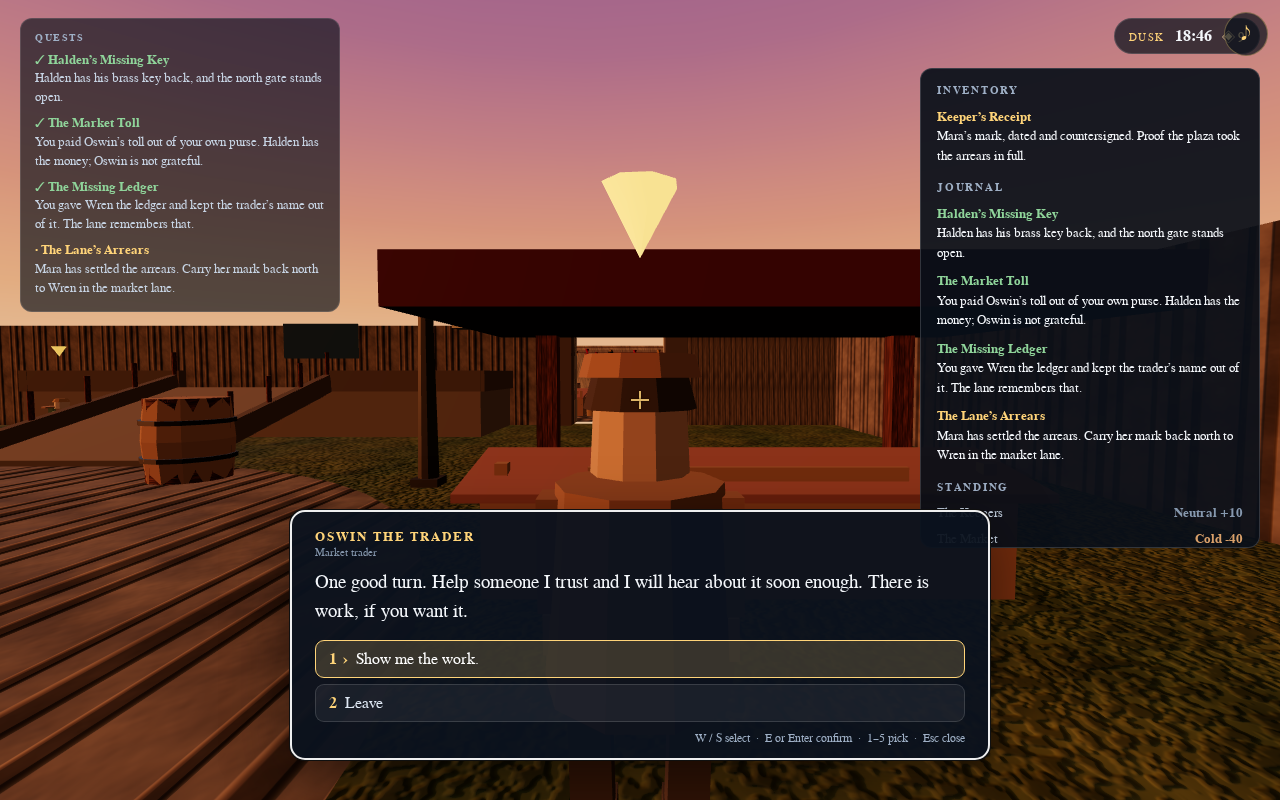 QUESTS
✓ Halden's Missing Key
Halden has his brass key back, and the north gate stands
open.
✓ The Market Toll
You paid Oswin's toll out of your own purse. Halden has
the money; Oswin is not grateful.
✓ The Missing Ledger
You gave Wren the ledger and kept the trader's name out
of it. The lane remembers that.
· The Lane's Arrears
Mara has settled the arrears. Carry her mark back north
to Wren in the market lane.
DUSK 18:46
INVENTORY
Keeper's Receipt
Mara's mark, dated and countersigned. Proof the plaza took
the arrears in full.
JOURNAL
Halden's Missing Key
Halden has his brass key back, and the north gate stands
open.
The Market Toll
You paid Oswin's toll out of your own purse. Halden has the
money; Oswin is not grateful.
The Missing Ledger
You gave Wren the ledger and kept the trader's name out of
it. The lane remembers that.
The Lane's Arrears
Mara has settled the arrears. Carry her mark back north to
Wren in the market lane.
STANDING
The Neutral +10
The Market Cold -40
OSWIN THE TRADER
Market trader
One good turn. Help someone I trust and I will hear about it soon enough. There is
work, if you want it.
1 › Show me the work.
2 Leave
W / S select · E or Enter confirm · 1–5 pick · Esc close